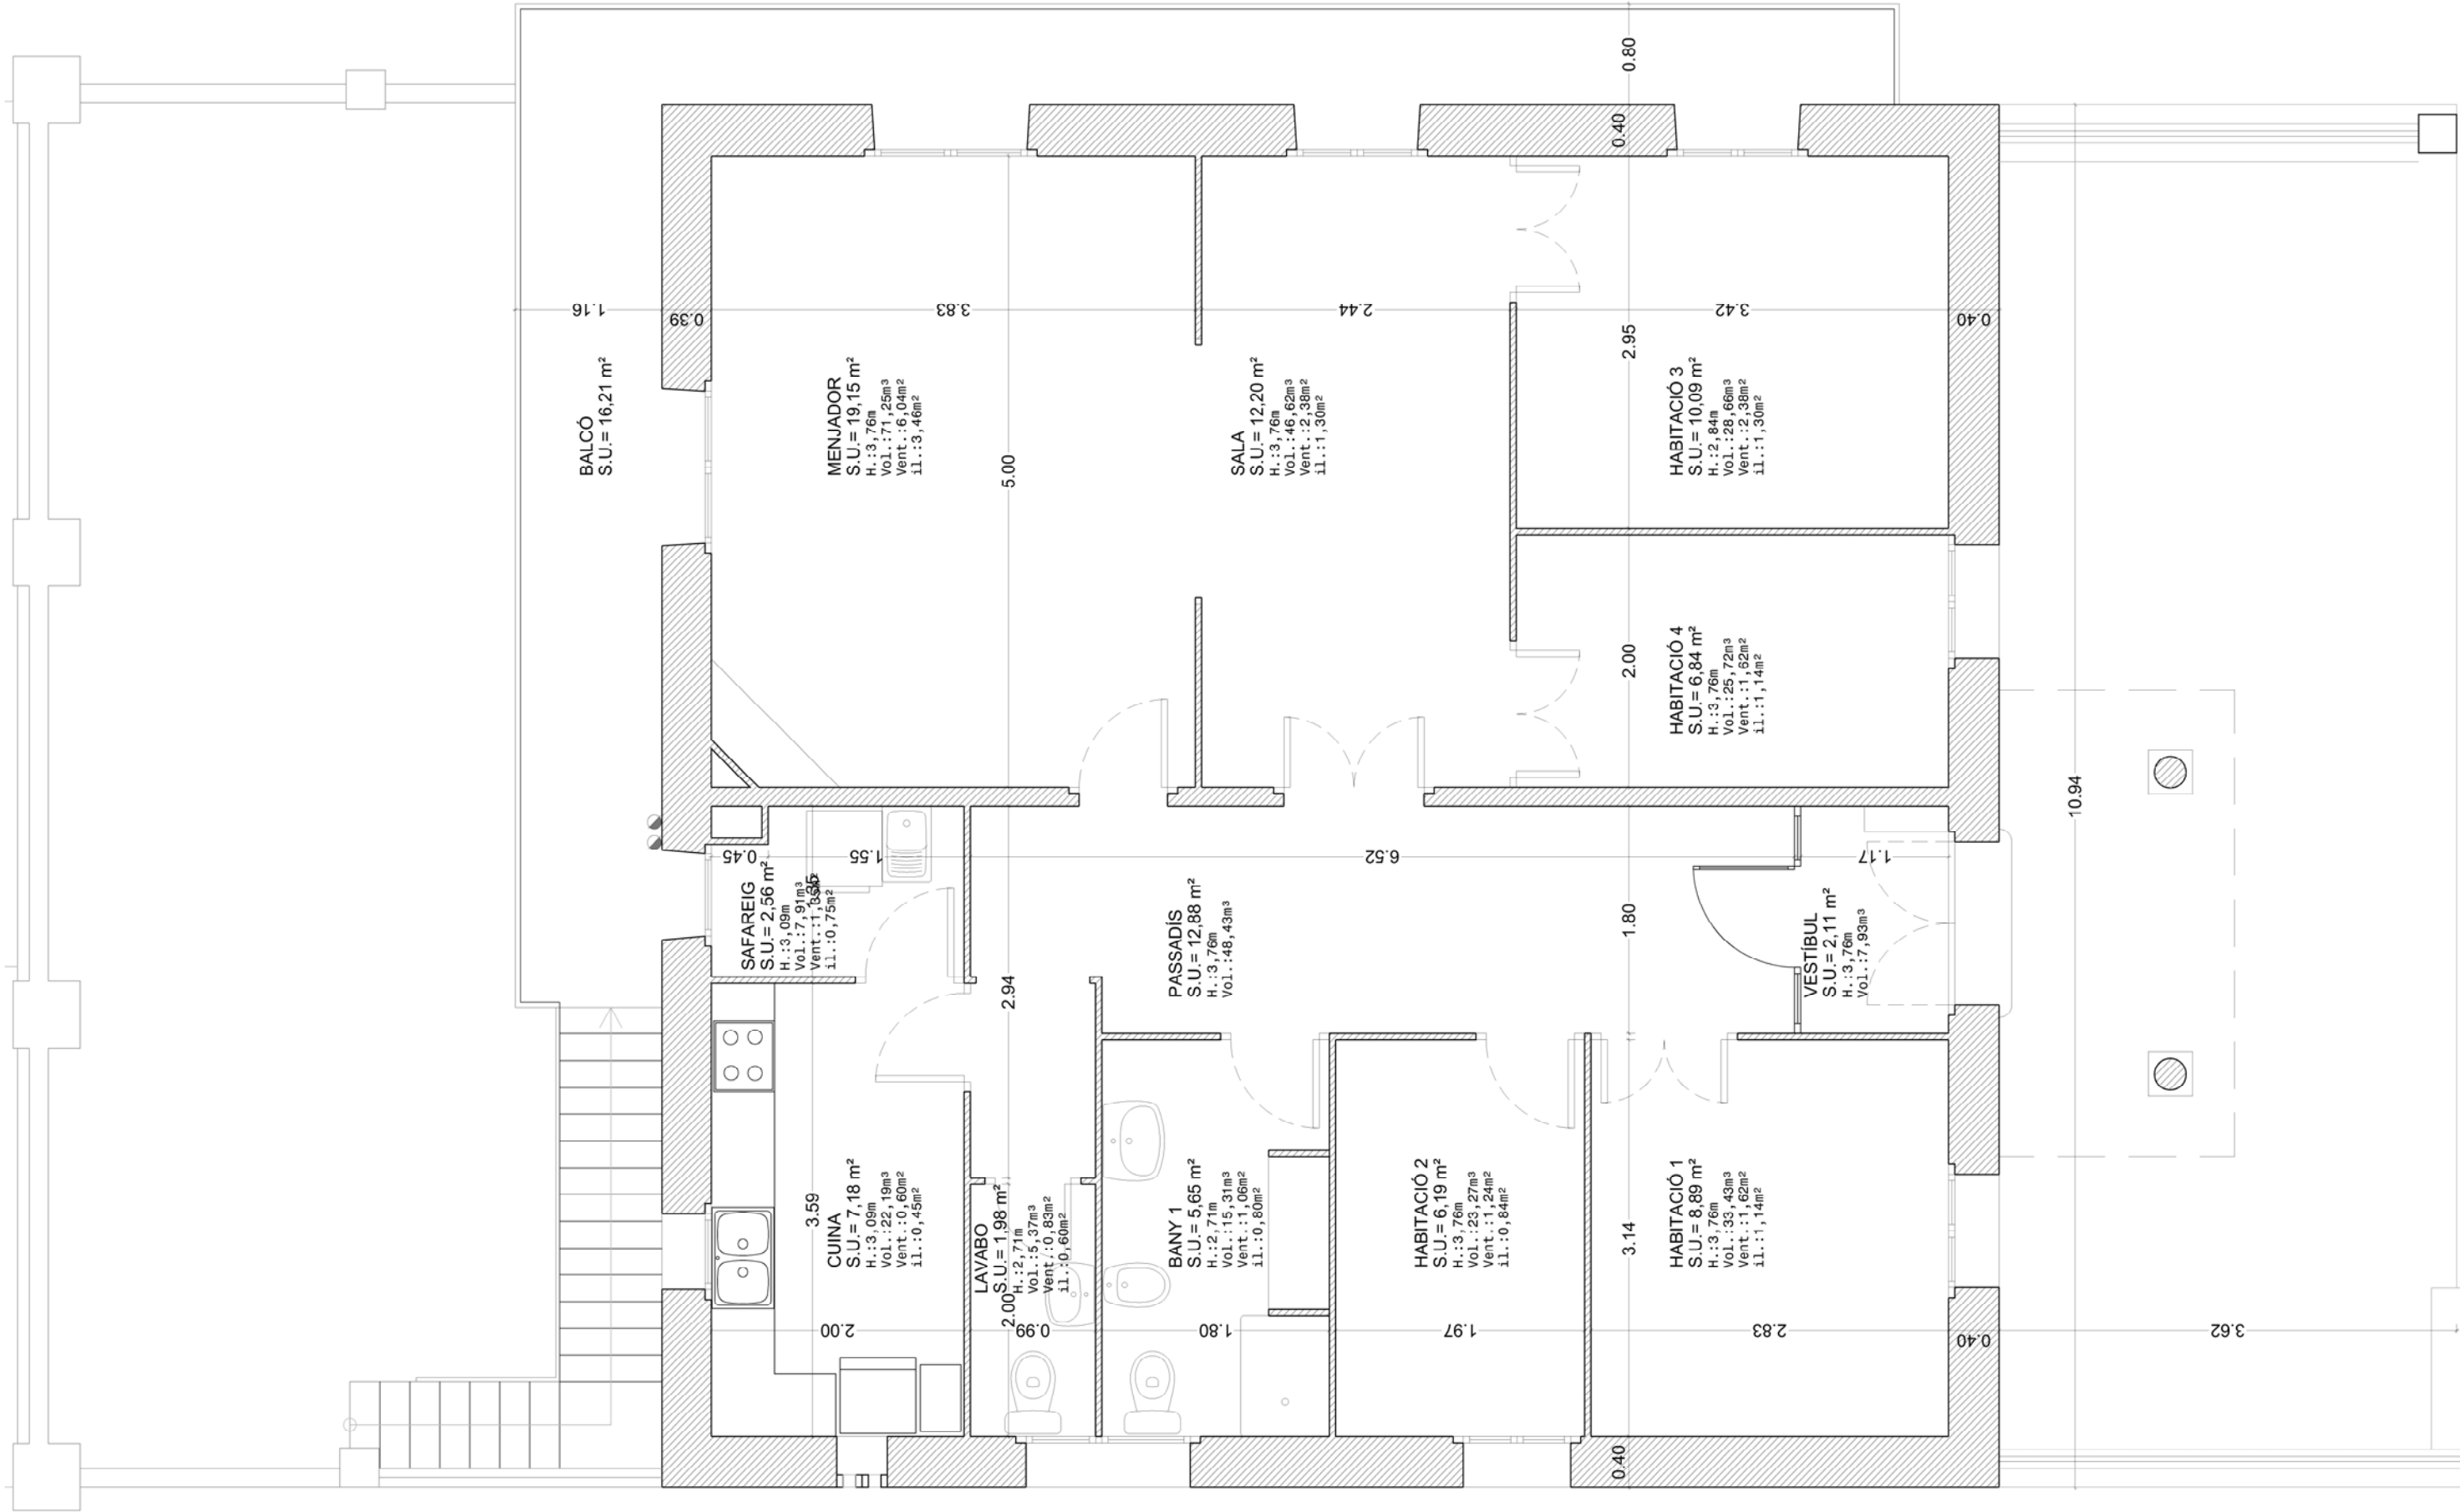 BALCÓ
S.U.= 16,21 m²
MENJADOR
S.U.= 19,15 m²
H.:3,76m
Vol.:71,25m³
Vent.:6,04m²
il.:3,46m²
SALA
S.U.= 12,20 m²
H.:3,76m
Vol.:46,62m³
Vent.:2,38m²
il.:1,30m²
HABITACIÓ 3
S.U.= 10,09 m²
H.:2,84m
Vol.:28,66m³
Vent.:2,38m²
il.:1,30m²
HABITACIÓ 4
S.U.= 6,84 m²
H.:3,76m
Vol.:25,72m³
Vent.:1,62m²
il.:1,14m²
SAFAREIG
S.U.= 2,56 m²
H.:3,09m
Vol.:7,91m³
il.:0,75m²
PASSADÍS
S.U.= 12,88 m²
H.:3,76m
Vol.:48,43m³
VESTÍBUL
S.U.= 2,11 m²
H.:3,76m
Vol.:7,93m³
CUINA
S.U.= 7,18 m²
H.:3,09m
Vol.:22,19m³
Vent.:0,60m²
il.:0,45m²
LAVABO
S.U.= 1,98 m²
H.:2,71m
Vol.:5,37m³
Vent.:0,83m²
il.:0,60m²
BANY 1
S.U.= 5,65 m²
H.:2,71m
Vol.:15,31m³
Vent.:1,06m²
il.:0,80m²
HABITACIÓ 2
S.U.= 6,19 m²
H.:3,76m
Vol.:23,27m³
Vent.:1,24m²
il.:0,84m²
HABITACIÓ 1
S.U.= 8,89 m²
H.:3,76m
Vol.:33,43m³
Vent.:1,62m²
il.:1,14m²
0.80
0.40
1.16
0.39
3.83
2.44
3.42
0.40
2.95
5.00
2.00
10.94
0.45
1.55
6.52
1.17
1.80
2.94
3.59
3.14
2.00
2.00
0.99
1.80
1.97
2.83
0.40
3.62
0.40